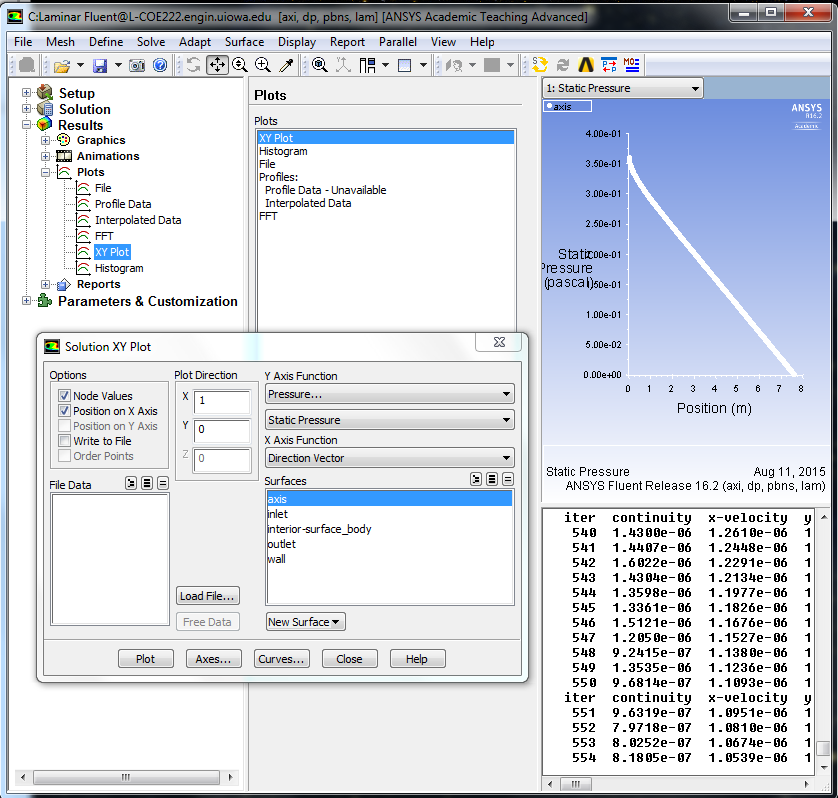 C:Laminar Fluent@L-COE222.engin.uiowa.edu [axi, dp, pbns, lam] [ANSYS Academic Teaching Advanced]
File Mesh Define Solve Adapt Surface Display Report Parallel View Help
Setup
Solution
Results
Graphics
Animations
Plots
File
Profile Data
Interpolated Data
FFT
XY Plot
Histogram
Reports
Parameters & Customization
Plots
Plots
XY Plot
Histogram
File
Profiles:
Profile Data - Unavailable
Interpolated Data
FFT
1: Static Pressure
axis
ANSYS
R16.2
Academic
4.00e-01
3.50e-01
3.00e-01
2.50e-01
2.00e-01
1.50e-01
1.00e-01
5.00e-02
0.00e+00
Static
Pressure
(pascal)
0 1 2 3 4 5 6 7 8
Position (m)
Static Pressure Aug 11, 2015
ANSYS Fluent Release 16.2 (axi, dp, pbns, lam)
Solution XY Plot
Options
Node Values
Position on X Axis
Position on Y Axis
Write to File
Order Points
Plot Direction
X 1
Y 0
Z 0
Y Axis Function
Pressure...
Static Pressure
X Axis Function
Direction Vector
File Data
Surfaces
axis
inlet
interior-surface_body
outlet
wall
Load File...
Free Data
New Surface
Plot Axes... Curves... Close Help
iter continuity x-velocity y
540 1.4300e-06 1.2610e-06 1
541 1.4407e-06 1.2448e-06 1
542 1.6022e-06 1.2291e-06 1
543 1.4304e-06 1.2134e-06 1
544 1.3598e-06 1.1977e-06 1
545 1.3361e-06 1.1826e-06 1
546 1.5121e-06 1.1676e-06 1
547 1.2050e-06 1.1527e-06 1
548 9.2415e-07 1.1380e-06 1
549 1.3535e-06 1.1236e-06 1
550 9.6814e-07 1.1093e-06 1
iter continuity x-velocity y
551 9.6319e-07 1.0951e-06 1
552 7.9718e-07 1.0810e-06 1
553 8.0252e-07 1.0674e-06 1
554 8.1805e-07 1.0539e-06 1